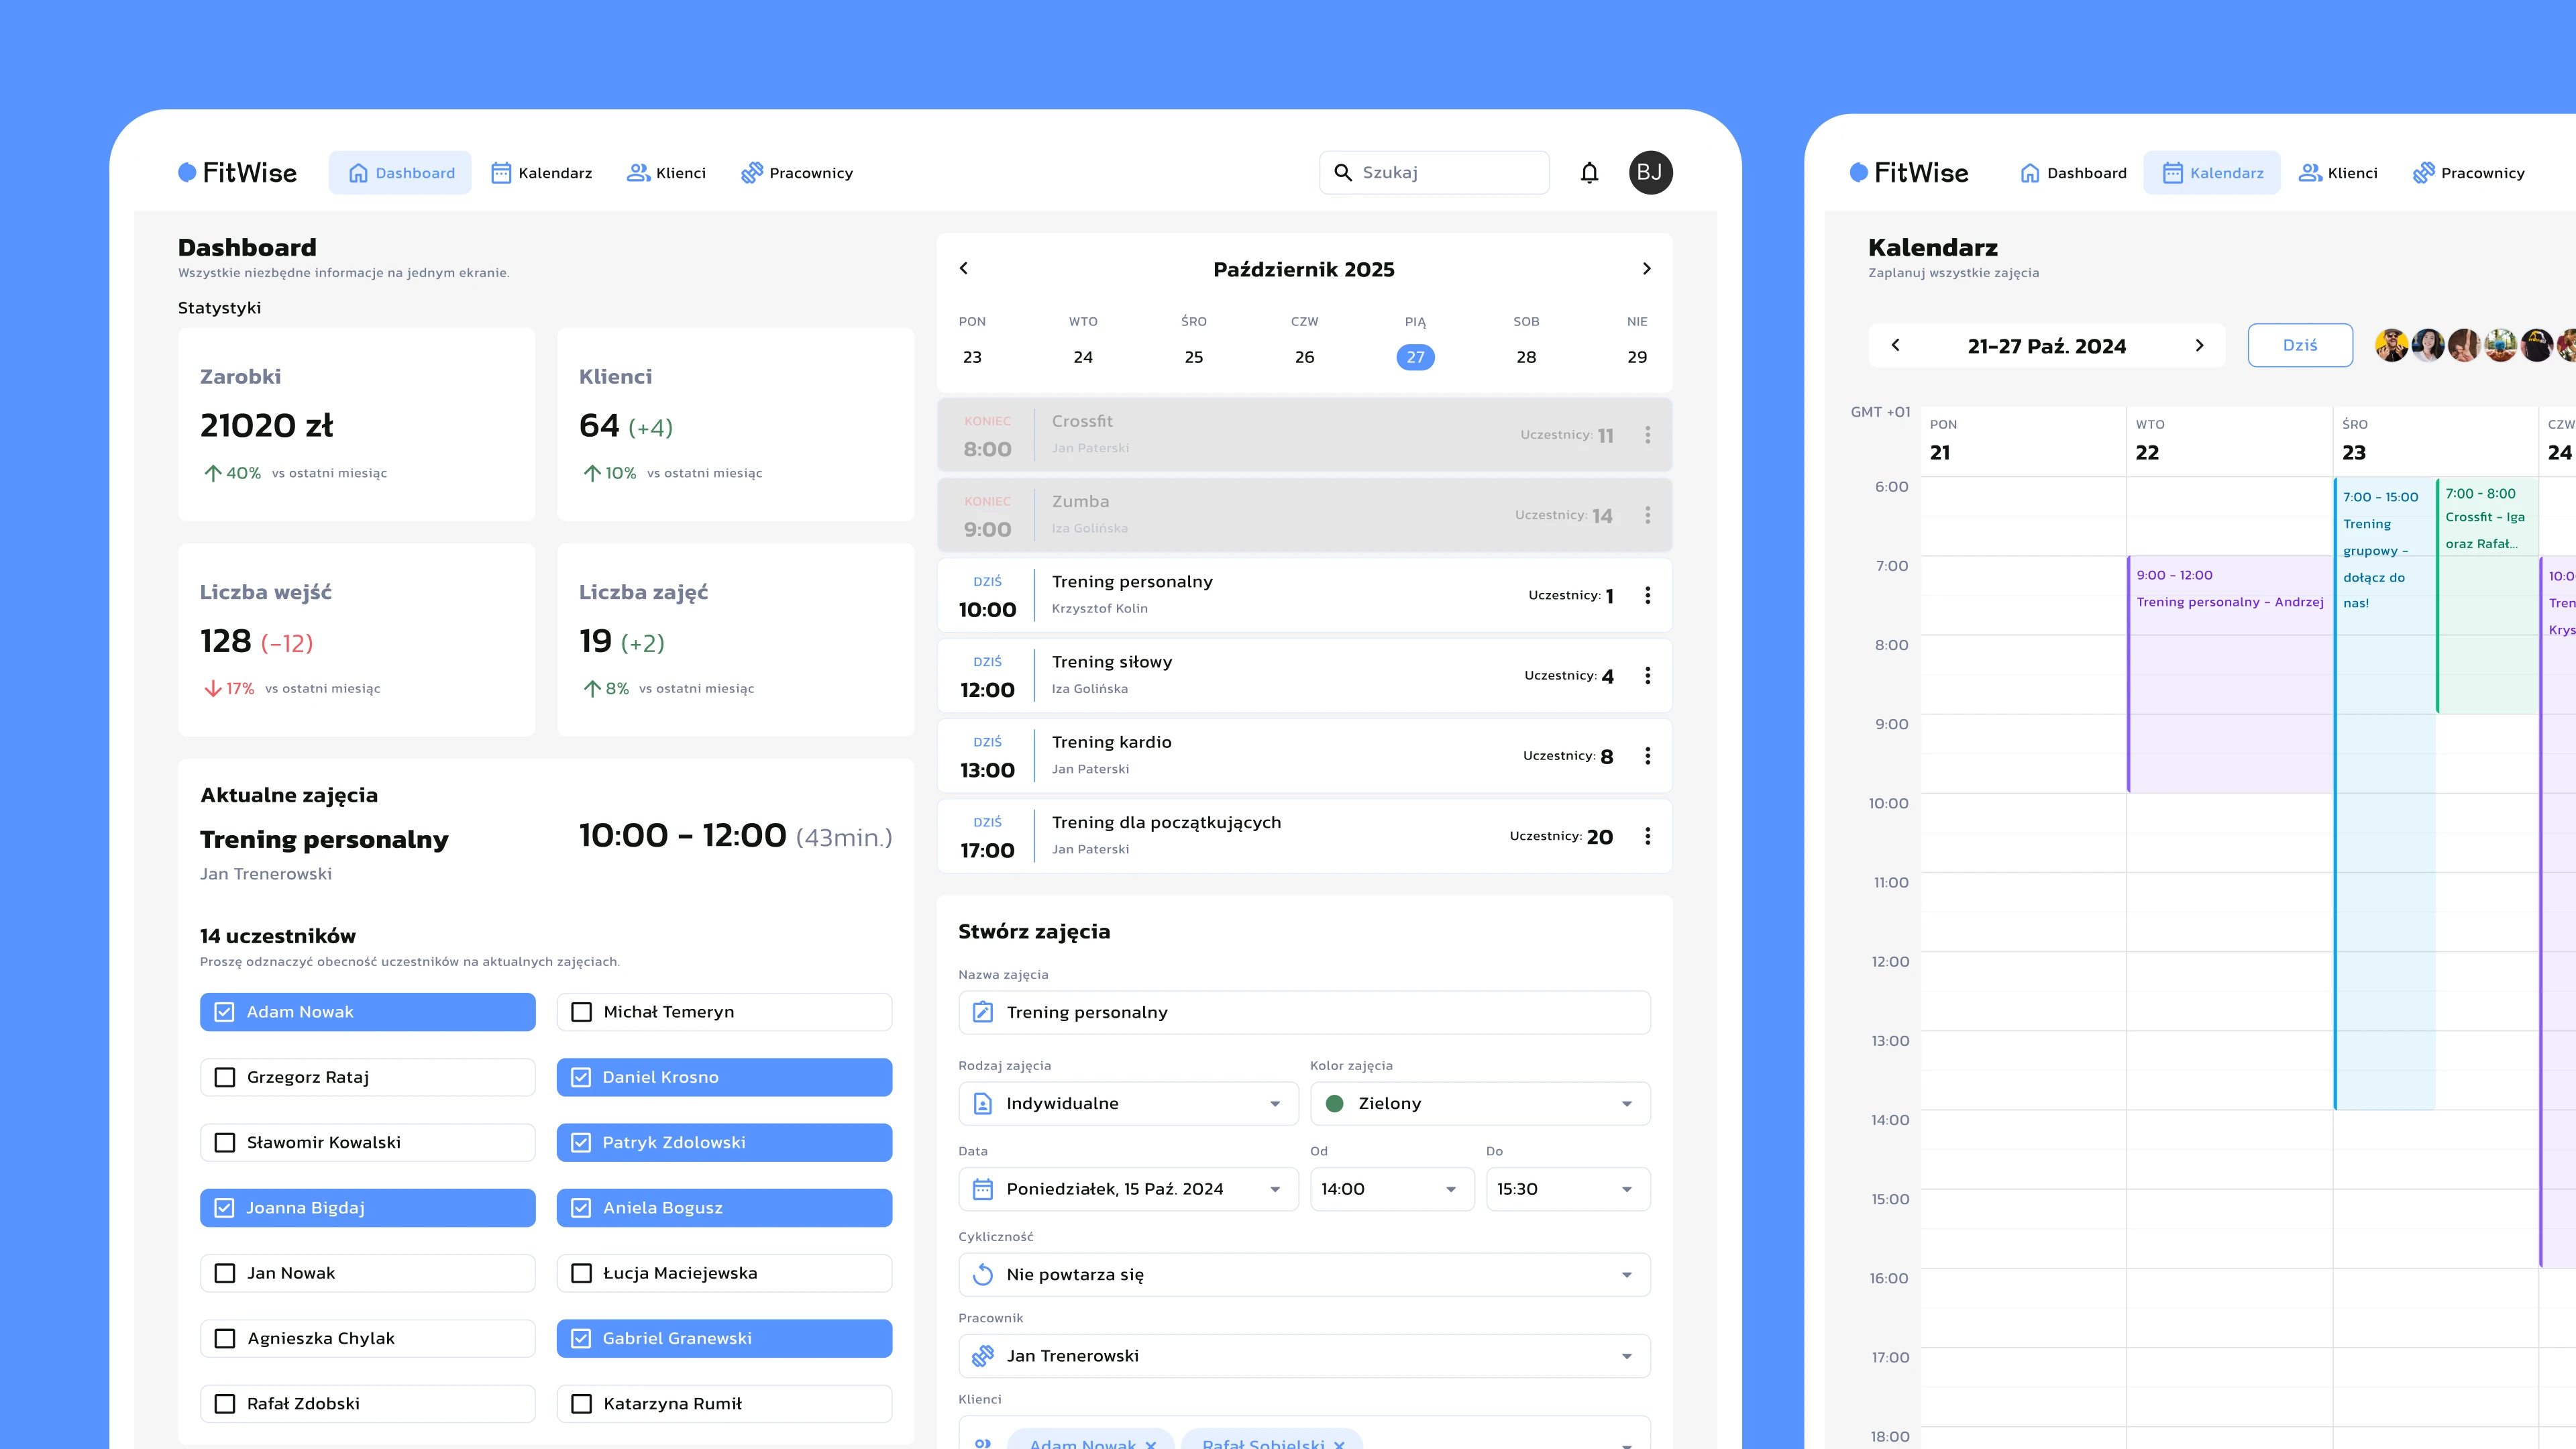 FitWise
Dashboard
Kalendarz
Klienci
Pracownicy
Szukaj
BJ
Dashboard
Wszystkie niezbędne informacje na jednym ekranie.
Statystyki
Zarobki
21020 zł
40% vs ostatni miesiąc
Klienci
64 (+4)
10% vs ostatni miesiąc
Liczba wejść
128 (-12)
17% vs ostatni miesiąc
Liczba zajęć
19 (+2)
8% vs ostatni miesiąc
Aktualne zajęcia
Trening personalny
10:00 - 12:00 (43min.)
Jan Trenerowski
14 uczestników
Proszę odznaczyć obecność uczestników na aktualnych zajęciach.
Adam Nowak
Michał Temeryn
Grzegorz Rataj
Daniel Krosno
Sławomir Kowalski
Patryk Zdolowski
Joanna Bigdaj
Aniela Bogusz
Jan Nowak
Łucja Maciejewska
Agnieszka Chylak
Gabriel Granewski
Rafał Zdobski
Katarzyna Rumił
Październik 2025
PON WTO ŚRO CZW PIĄ SOB NIE
23 24 25 26 27 28 29
KONIEC
8:00
Crossfit
Jan Paterski
Uczestnicy: 11
KONIEC
9:00
Zumba
Iza Golińska
Uczestnicy: 14
DZIŚ
10:00
Trening personalny
Krzysztof Kolin
Uczestnicy: 1
DZIŚ
12:00
Trening siłowy
Iza Golińska
Uczestnicy: 4
DZIŚ
13:00
Trening kardio
Jan Paterski
Uczestnicy: 8
DZIŚ
17:00
Trening dla początkujących
Jan Paterski
Uczestnicy: 20
Stwórz zajęcia
Nazwa zajęcia
Trening personalny
Rodzaj zajęcia
Indywidualne
Kolor zajęcia
Zielony
Data
Poniedziałek, 15 Paź. 2024
Od
14:00
Do
15:30
Cykliczność
Nie powtarza się
Pracownik
Jan Trenerowski
Klienci
Adam Nowak
Rafał Sobielski
FitWise
Dashboard
Kalendarz
Klienci
Pracownicy
Kalendarz
Zaplanuj wszystkie zajęcia
21-27 Paź. 2024
Dziś
GMT +01
PON
21
WTO
22
ŚRO
23
CZW
24
6:00
7:00
8:00
9:00
10:00
11:00
12:00
13:00
14:00
15:00
16:00
17:00
18:00
9:00 - 12:00
Trening personalny - Andrzej
7:00 - 15:00
Trening
grupowy -
dołącz do
nas!
7:00 - 8:00
Crossfit - Iga
oraz Rafał...
10:0
Tren
Krys